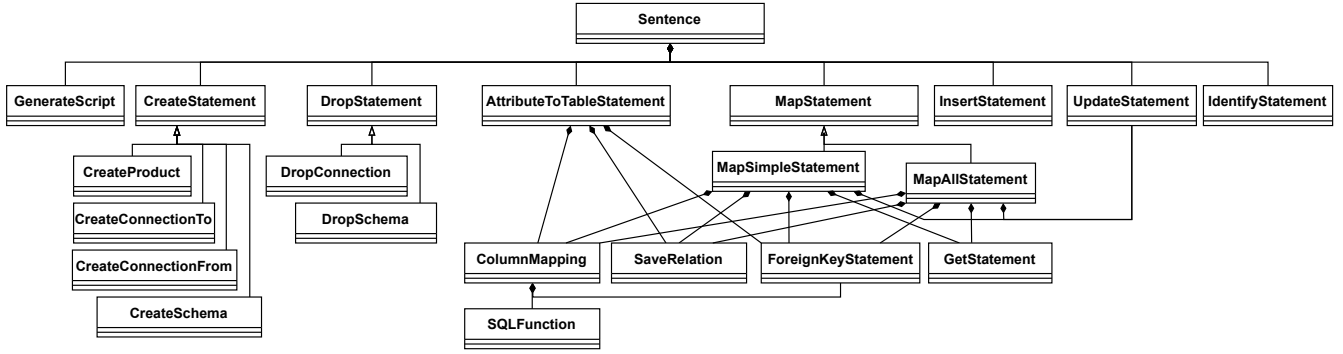 Sentence
GenerateScript
CreateStatement
DropStatement
AttributeToTableStatement
MapStatement
InsertStatement
UpdateStatement
IdentifyStatement
CreateProduct
DropConnection
MapSimpleStatement
MapAllStatement
CreateConnectionTo
DropSchema
CreateConnectionFrom
ColumnMapping
SaveRelation
ForeignKeyStatement
GetStatement
CreateSchema
SQLFunction